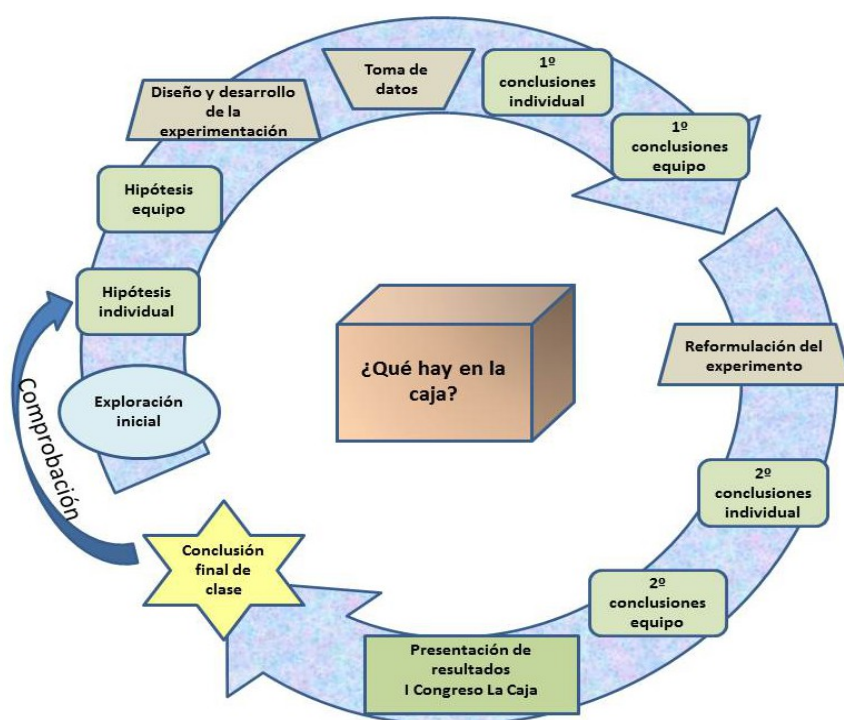 Toma de
datos
1º
conclusiones
individual
Diseño y desarrollo
de la
experimentación
1º
conclusiones
equipo
Hipótesis
equipo
Hipótesis
individual
Exploración
inicial
Comprobación
¿Qué hay en la
caja?
Reformulación del
experimento
2º
conclusiones
individual
2º
conclusiones
equipo
Presentación de
resultados
I Congreso La Caja
Conclusión
final de
clase